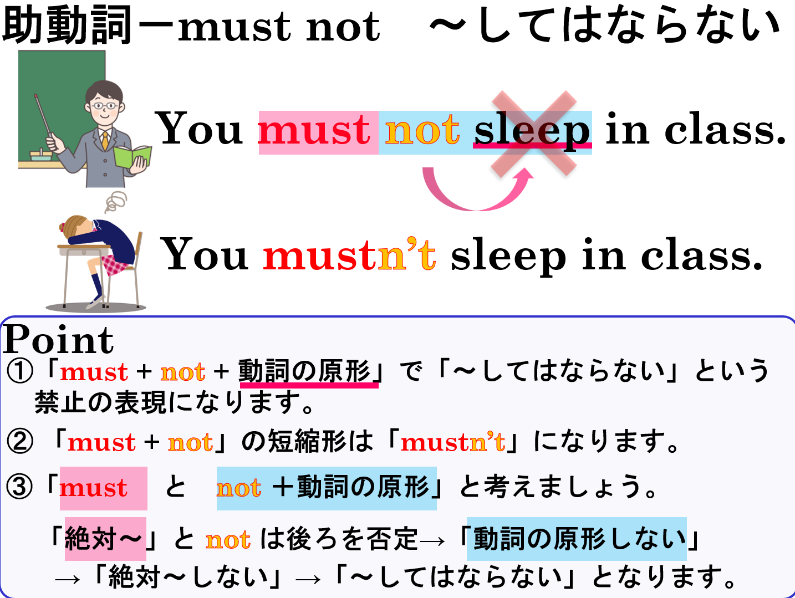 助動詞－must not　～してはならない
You must not sleep in class.
You mustn't sleep in class.
Point
①「must + not + 動詞の原形」で「～してはならない」という
禁止の表現になります。
②「must + not」の短縮形は「mustn't」になります。
③「must　と　not ＋動詞の原形」と考えましょう。
「絶対～」と not は後ろを否定→「動詞の原形しない」
→「絶対～しない」→「～してはならない」となります。